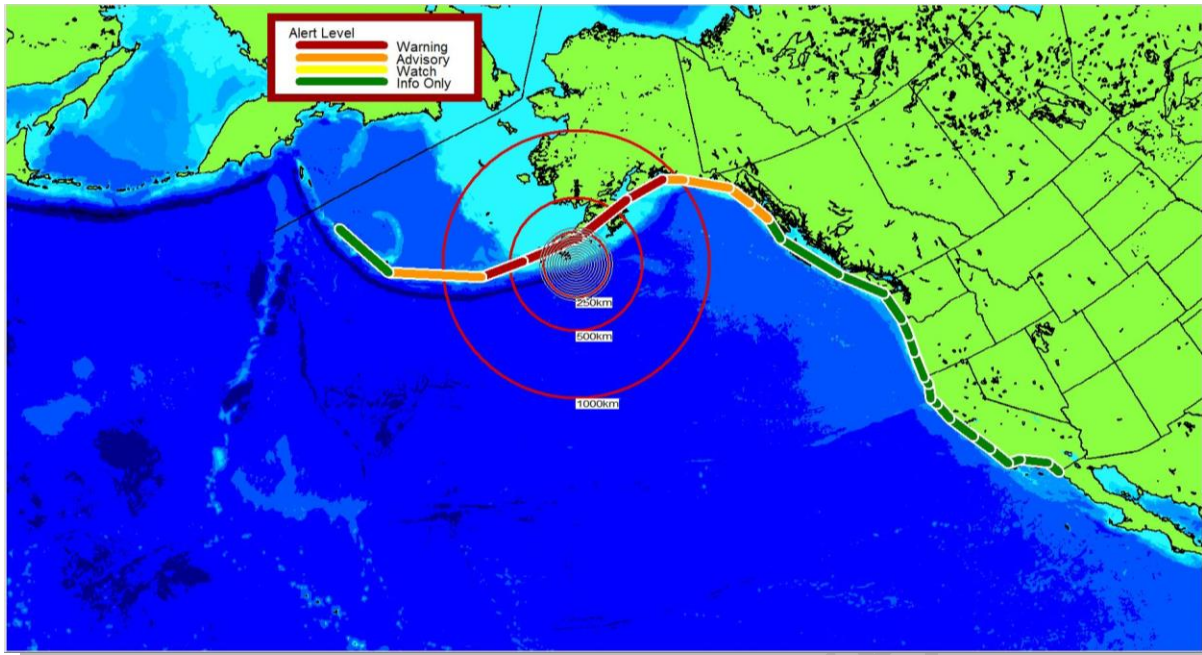 Alert Level
Warning
Advisory
Watch
Info Only
250km
500km
1000km